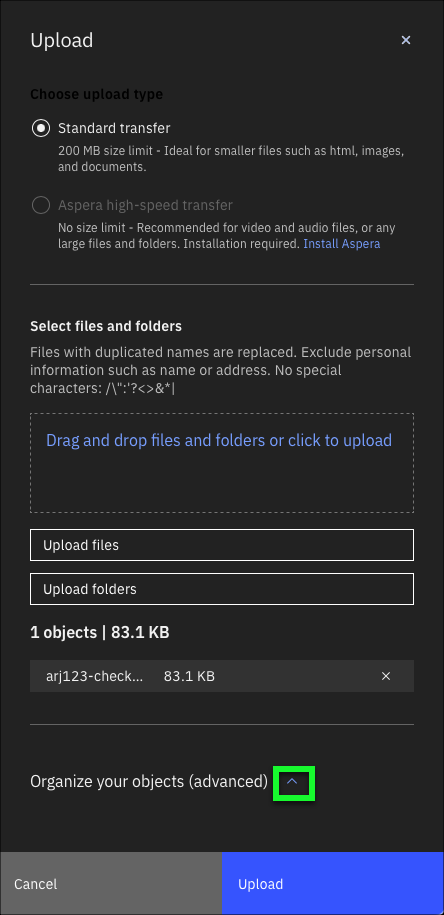 Upload
Choose upload type
Standard transfer
200 MB size limit - Ideal for smaller files such as html, images,
and documents.
Aspera high-speed transfer
No size limit - Recommended for video and audio files, or any
large files and folders. Installation required. Install Aspera
Select files and folders
Files with duplicated names are replaced. Exclude personal
information such as name or address. No special
characters: /\":'?<>&*|
Drag and drop files and folders or click to upload
Upload files
Upload folders
1 objects | 83.1 KB
arj123-check... 83.1 KB
Organize your objects (advanced)
Cancel Upload